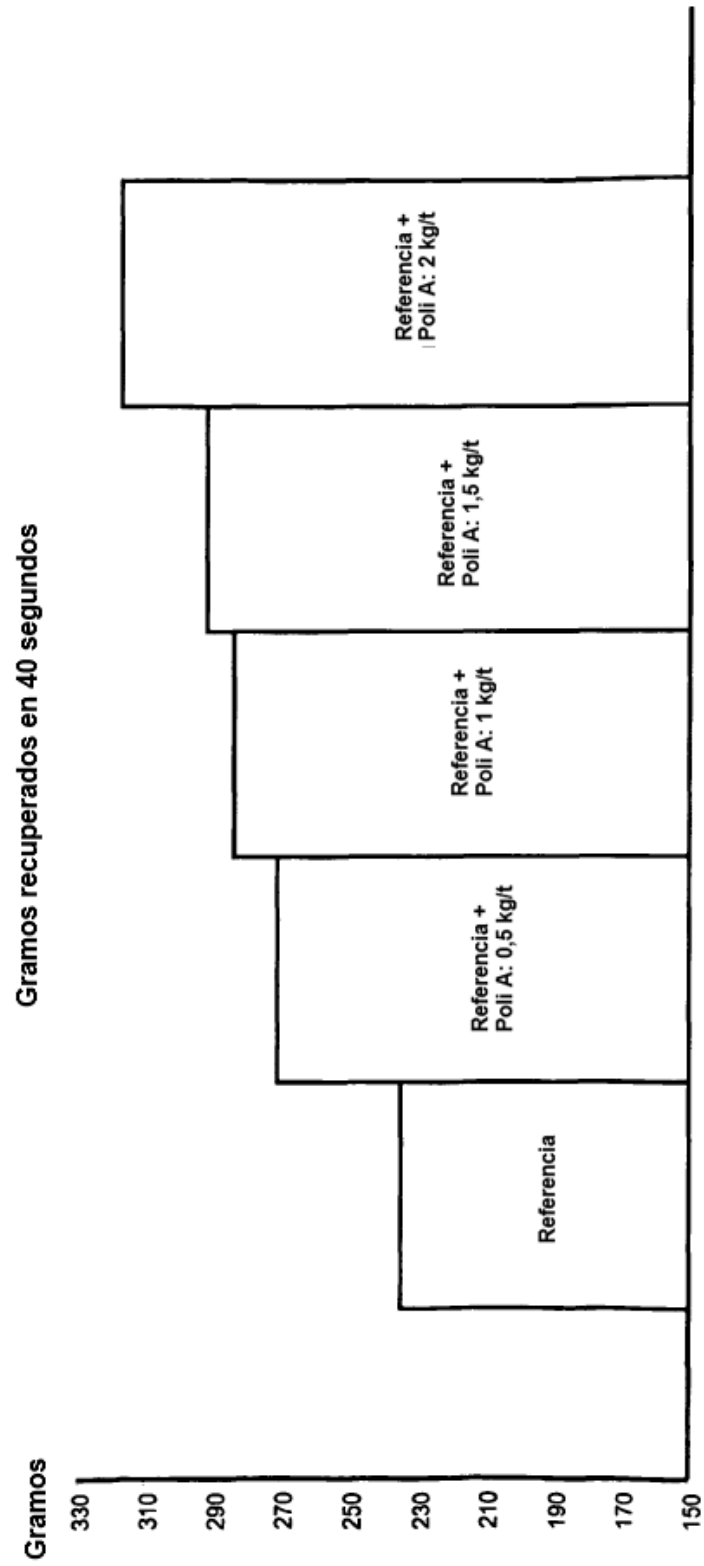 Gramos recuperados en 40 segundos
Gramos
330
310
290
270
250
230
210
190
170
150
Referencia
Referencia +
Poli A: 0,5 kg/t
Referencia +
Poli A: 1 kg/t
Referencia +
Poli A: 1,5 kg/t
Referencia +
Poli A: 2 kg/t